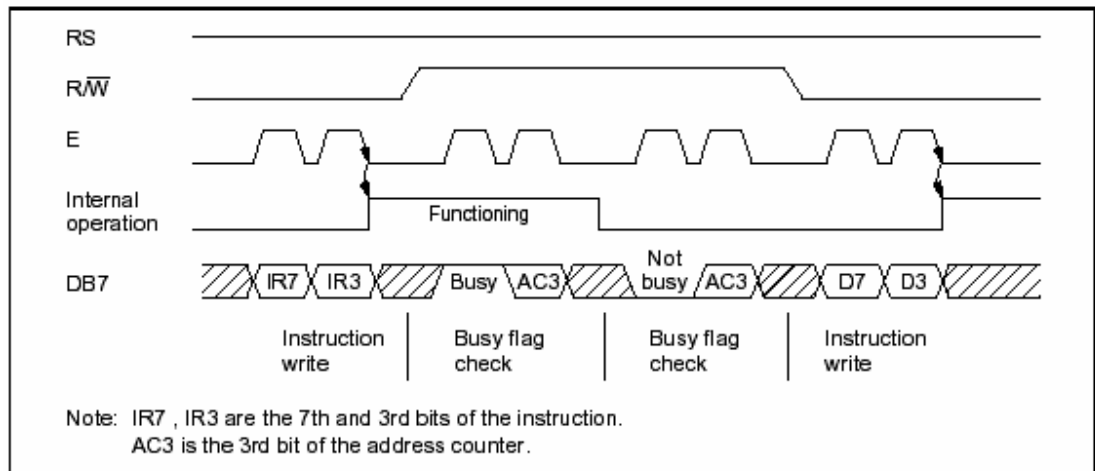 RS
R/W̅
E
Internal
operation
Functioning
DB7
IR7 IR3 Busy AC3 Not busy AC3 D7 D3
Instruction
write
Busy flag
check
Busy flag
check
Instruction
write
Note: IR7 , IR3 are the 7th and 3rd bits of the instruction.
AC3 is the 3rd bit of the address counter.